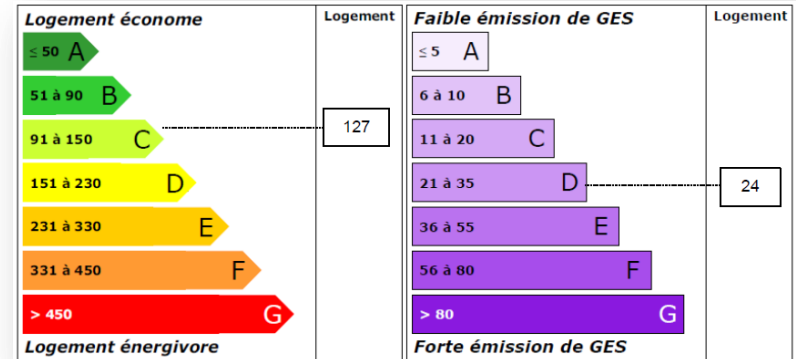 Logement économe
Logement
≤ 50 A
51 à 90 B
91 à 150 C
127
151 à 230 D
231 à 330 E
331 à 450 F
> 450 G
Logement énergivore
Faible émission de GES
Logement
≤ 5 A
6 à 10 B
11 à 20 C
21 à 35 D
24
36 à 55 E
56 à 80 F
> 80 G
Forte émission de GES